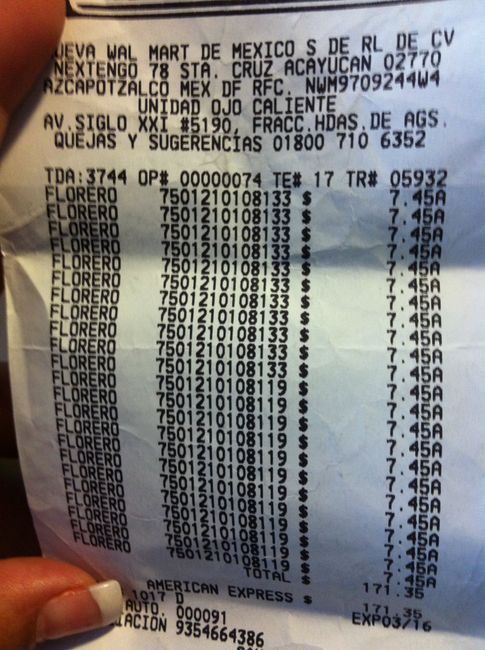 NUEVA WAL MART DE MEXICO S DE RL DE CV
NEXTENGO 78 STA. CRUZ ACAYUCAN 02770
AZCAPOTZALCO MEX DF RFC. NWM9709244W4
UNIDAD OJO CALIENTE
AV.SIGLO XXI #5190, FRACC.HDAS.DE AGS.
QUEJAS Y SUGERENCIAS 01800 710 6352
TDA:3744 OP# 00000074 TE# 17 TR# 05932
FLORERO 7501210108133 $ 7.45A
FLORERO 7501210108133 $ 7.45A
FLORERO 7501210108133 $ 7.45A
FLORERO 7501210108133 $ 7.45A
FLORERO 7501210108133 $ 7.45A
FLORERO 7501210108133 $ 7.45A
FLORERO 7501210108133 $ 7.45A
FLORERO 7501210108133 $ 7.45A
FLORERO 7501210108133 $ 7.45A
FLORERO 7501210108133 $ 7.45A
FLORERO 7501210108133 $ 7.45A
FLORERO 7501210108119 $ 7.45A
FLORERO 7501210108119 $ 7.45A
FLORERO 7501210108119 $ 7.45A
FLORERO 7501210108119 $ 7.45A
FLORERO 7501210108119 $ 7.45A
FLORERO 7501210108119 $ 7.45A
FLORERO 7501210108119 $ 7.45A
FLORERO 7501210108119 $ 7.45A
FLORERO 7501210108119 $ 7.45A
FLORERO 7501210108119 $ 7.45A
FLORERO 7501210108119 $ 7.45A
FLORERO 7501210108119 $ 7.45A
TOTAL $ 171.35
AMERICAN EXPRESS $ 171.35
1017 D EXP03/16
AUTO. 000091
IACION 9354664386